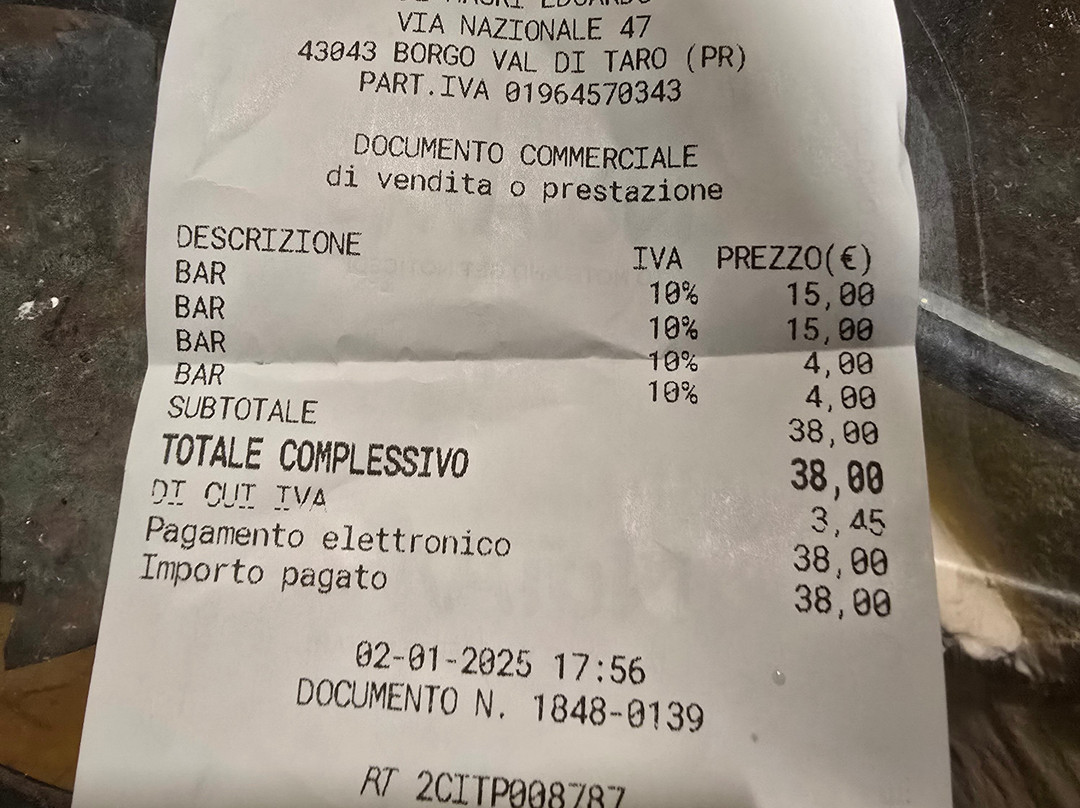 EDOARDO
VIA NAZIONALE 47
43043 BORGO VAL DI TARO (PR)
PART.IVA 01964570343
DOCUMENTO COMMERCIALE
di vendita o prestazione
DESCRIZIONE IVA PREZZO(€)
BAR 10% 15,00
BAR 10% 15,00
BAR 10% 4,00
BAR 10% 4,00
SUBTOTALE 38,00
TOTALE COMPLESSIVO 38,00
DI CUI IVA 3,45
Pagamento elettronico 38,00
Importo pagato 38,00
02-01-2025 17:56
DOCUMENTO N. 1848-0139
RT 2CITP008787